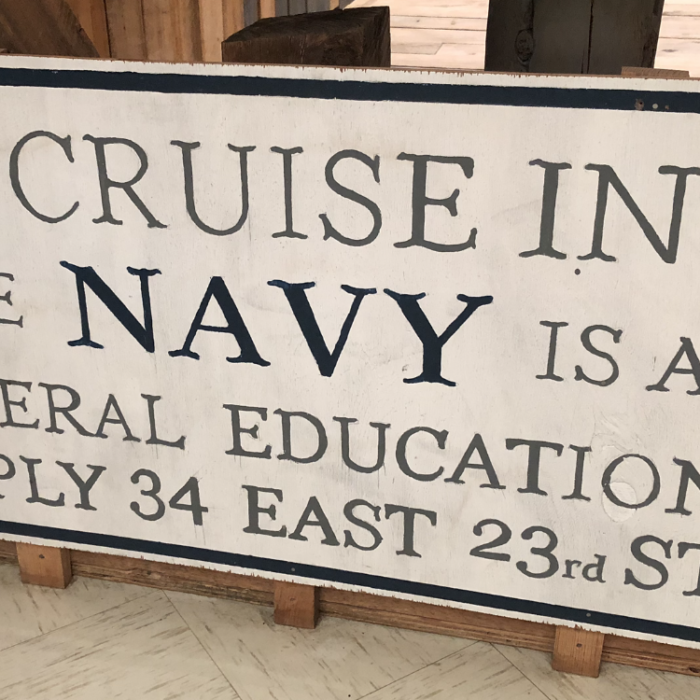 CRUISE IN
E NAVY IS A
ERAL EDUCATION
PLY 34 EAST 23rd ST